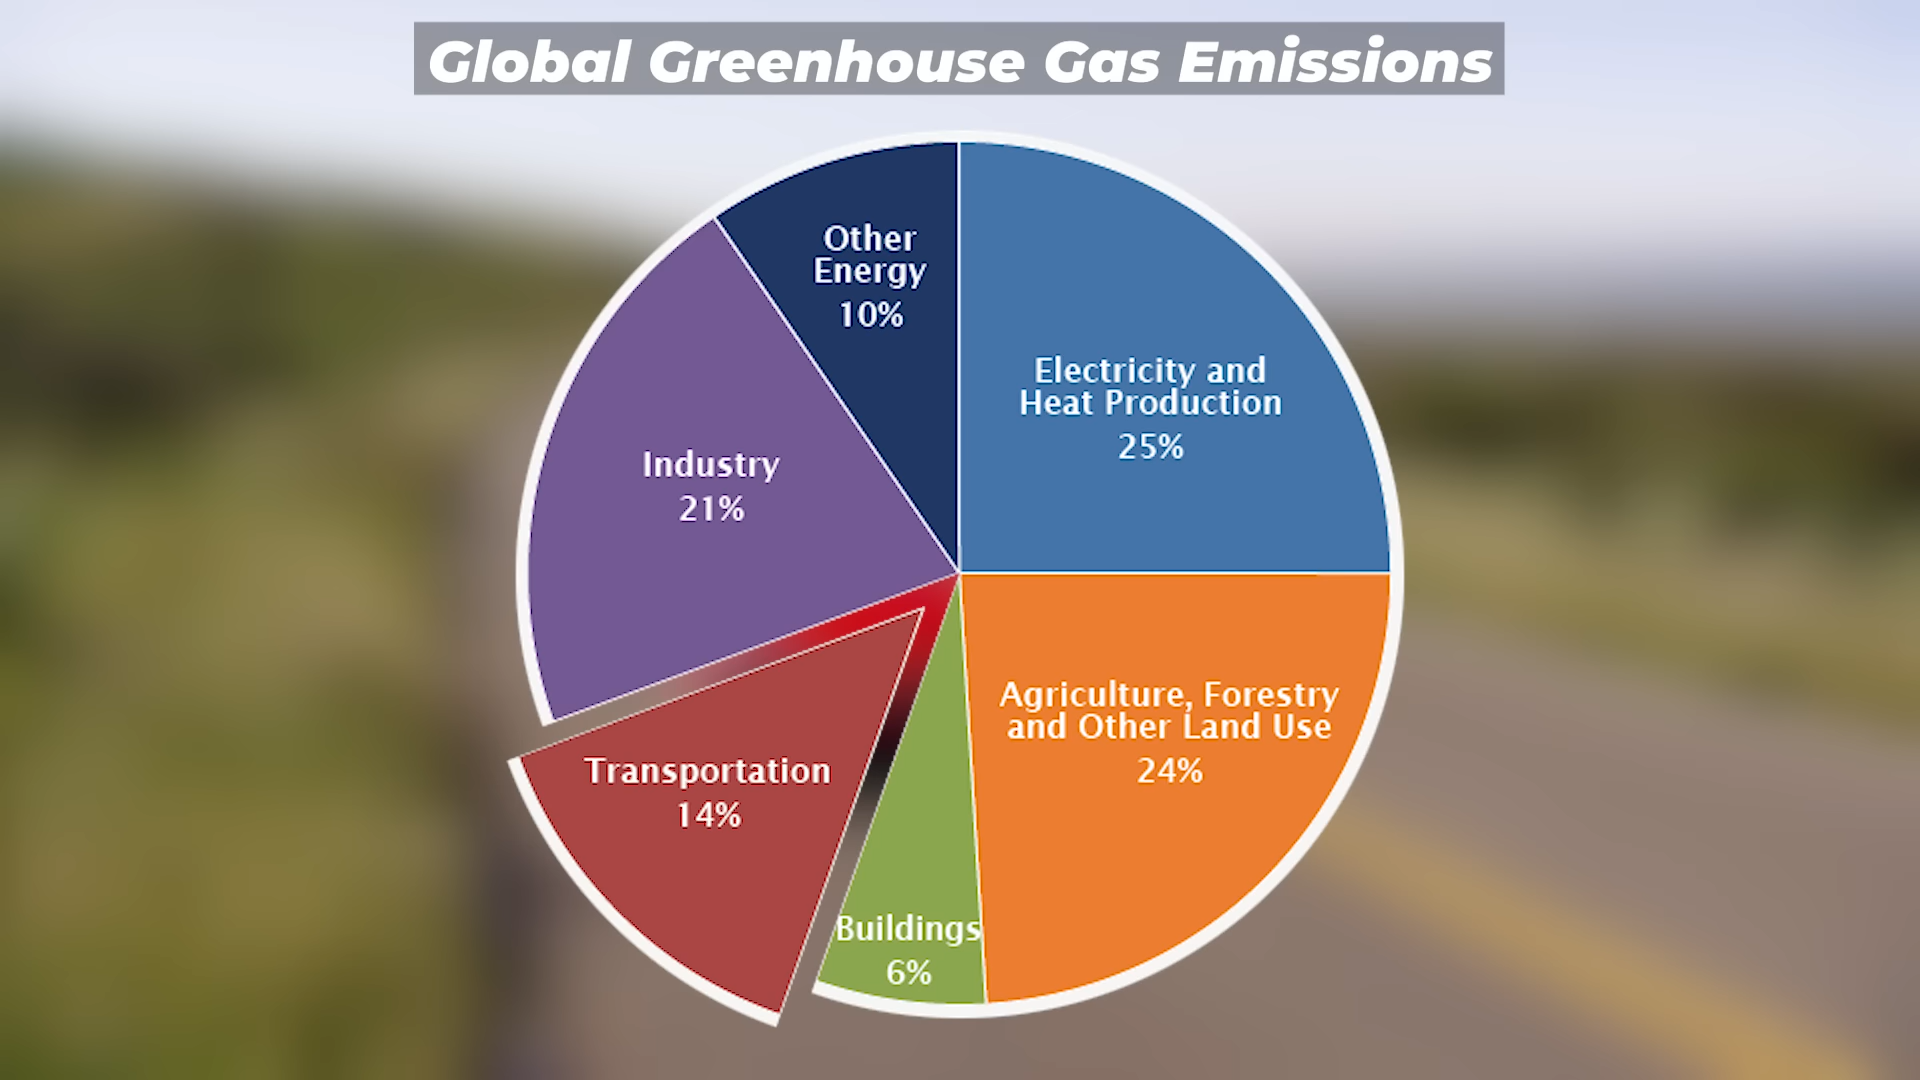 Global Greenhouse Gas Emissions
Other
Energy
10%
Electricity and
Heat Production
25%
Industry
21%
Agriculture, Forestry
and Other Land Use
24%
Transportation
14%
Buildings
6%